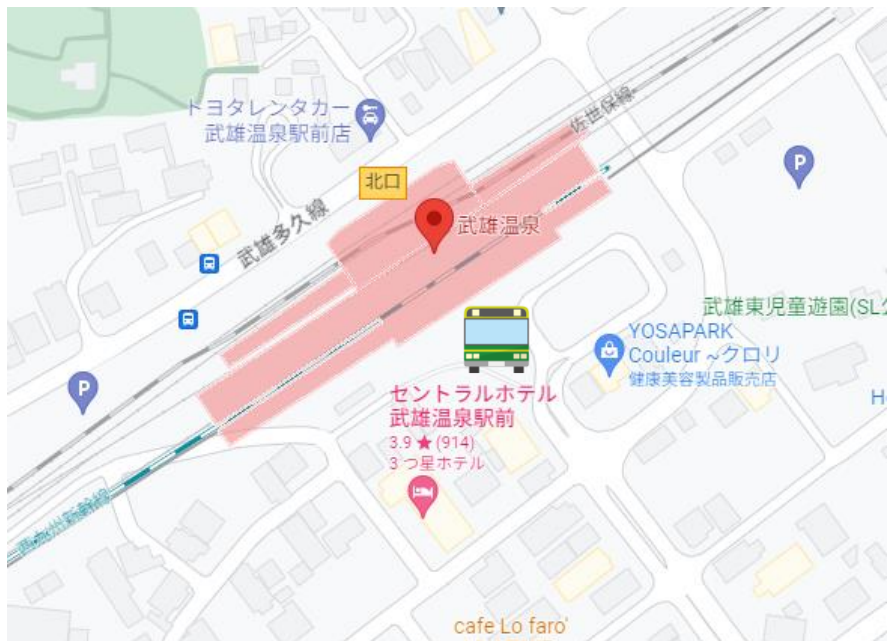 トヨタレンタカー
武雄温泉駅前店
佐世保線
北口
武雄多久線
武雄温泉
P
武雄東児童遊園(SL公
YOSAPARK
Couleur ~クロリ
健康美容製品販売店
P
セントラルホテル
武雄温泉駅前
3.9 ★ (914)
3 つ星ホテル
西九州新幹線
cafe Lo faro'